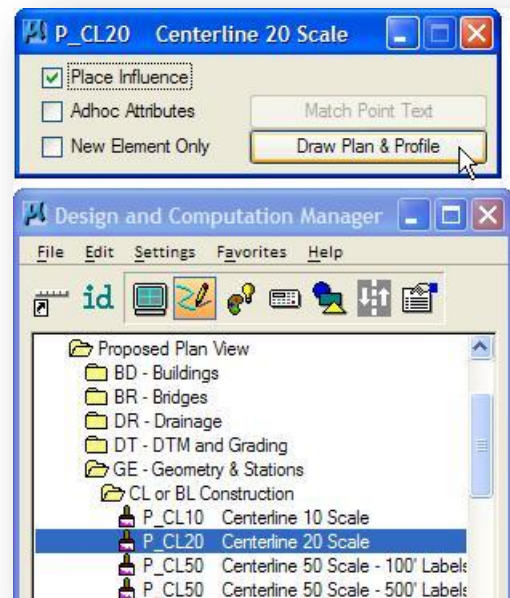 P_CL20 Centerline 20 Scale
Place Influence
Adhoc Attributes Match Point Text
New Element Only Draw Plan & Profile
Design and Computation Manager
File Edit Settings Favorites Help
id
Proposed Plan View
BD - Buildings
BR - Bridges
DR - Drainage
DT - DTM and Grading
GE - Geometry & Stations
CL or BL Construction
P_CL10 Centerline 10 Scale
P_CL20 Centerline 20 Scale
P_CL50 Centerline 50 Scale - 100' Labels
P_CL50 Centerline 50 Scale - 500' Labels